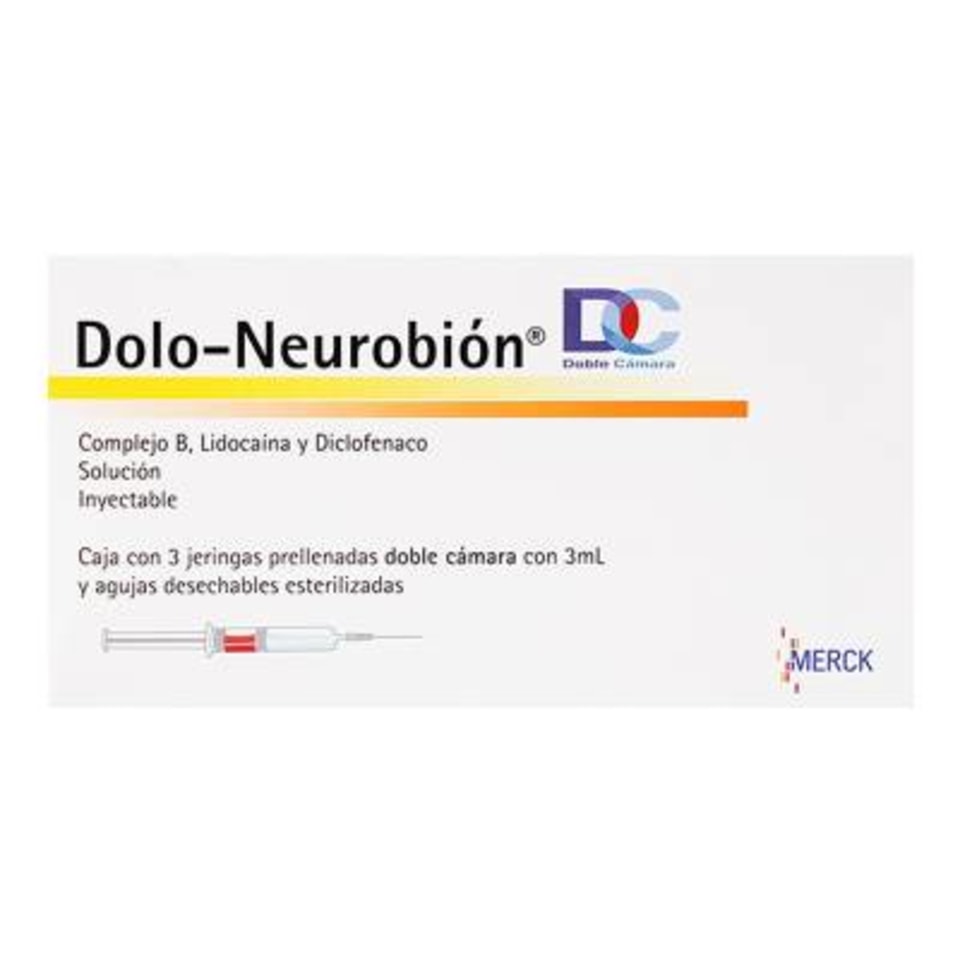 Dolo-Neurobión®
DC
Doble Cámara
Complejo B, Lidocaina y Diclofenaco
Solución
Inyectable
Caja con 3 jeringas prellenadas doble cámara con 3mL
y agujas desechables esterilizadas
MERCK